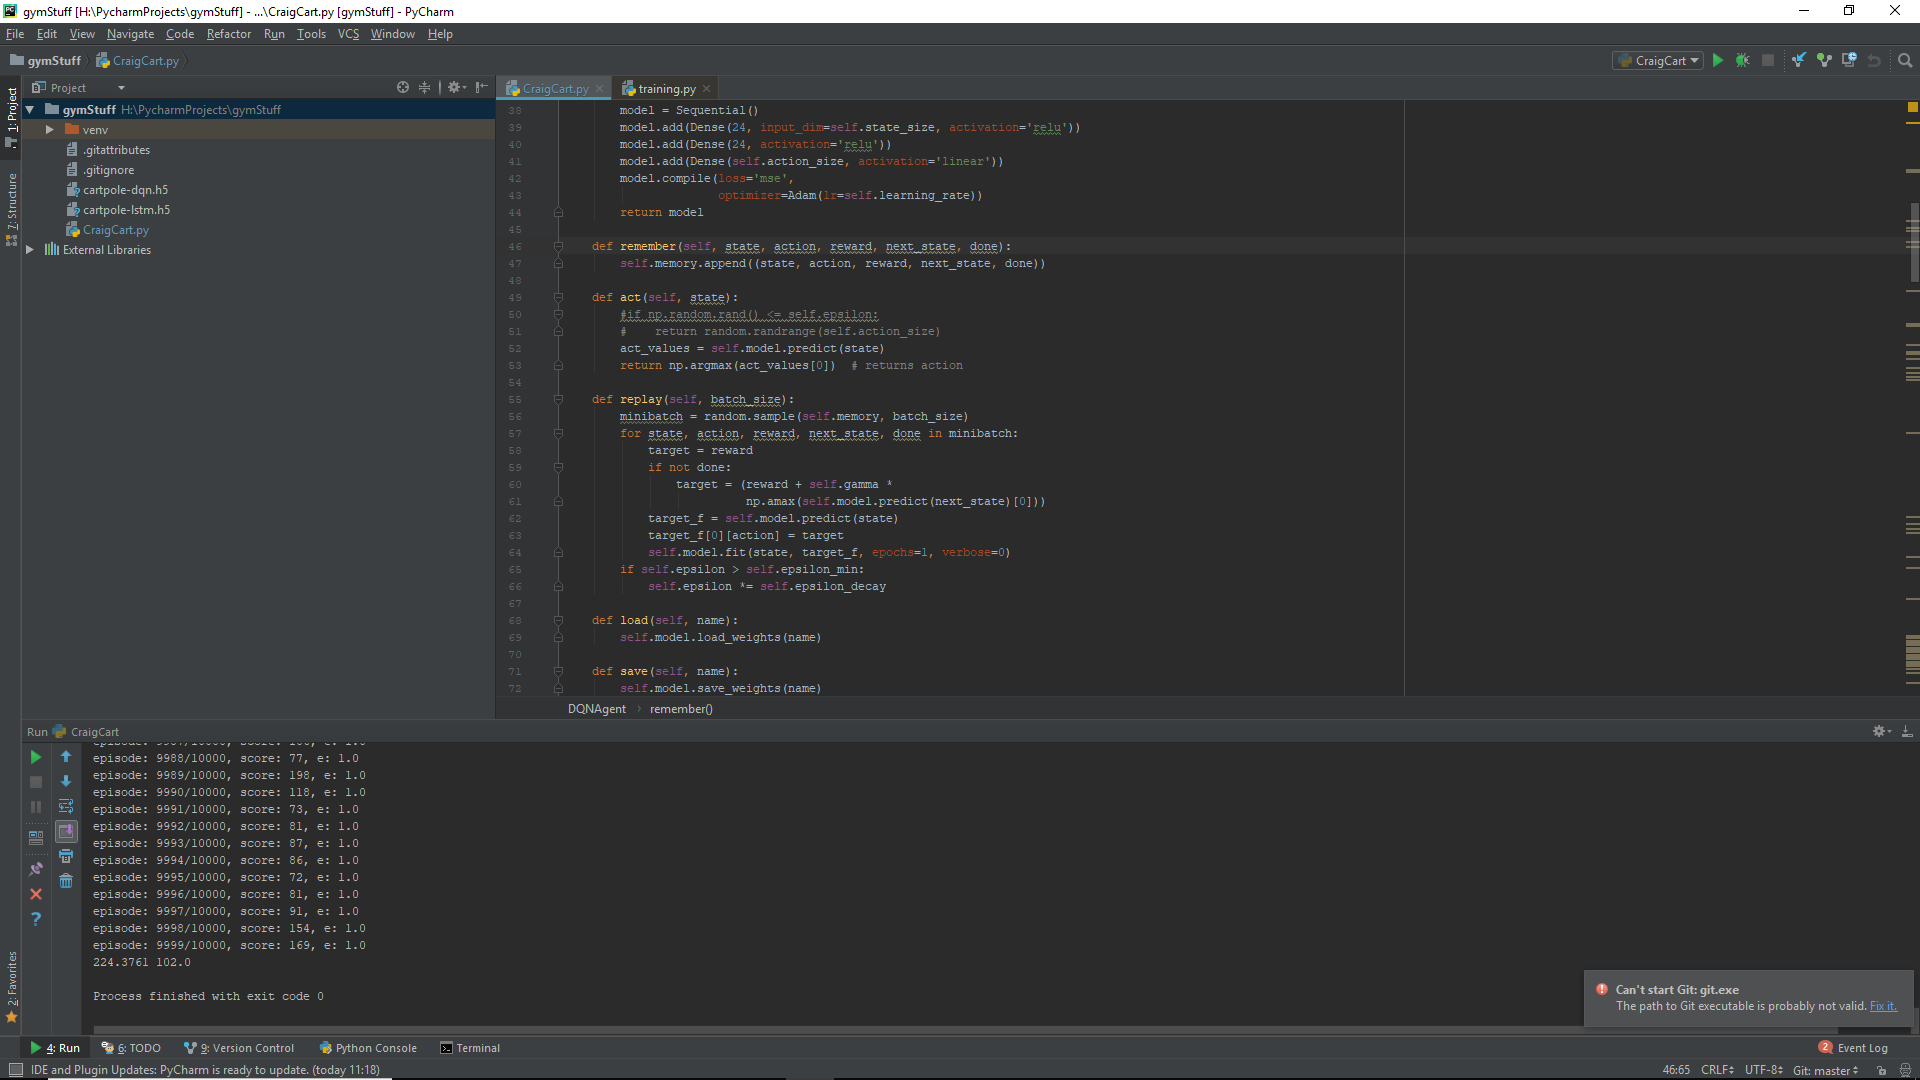 gymStuff [H:\PycharmProjects\gymStuff] - ...\CraigCart.py [gymStuff] - PyCharm
File Edit View Navigate Code Refactor Run Tools VCS Window Help
gymStuff CraigCart.py
CraigCart
Project
CraigCart.py
training.py
1: Project
7: Structure
2: Favorites
gymStuff H:\PycharmProjects\gymStuff
venv
.gitattributes
.gitignore
cartpole-dqn.h5
cartpole-lstm.h5
CraigCart.py
External Libraries
38 model = Sequential()
39 model.add(Dense(24, input_dim=self.state_size, activation='relu'))
40 model.add(Dense(24, activation='relu'))
41 model.add(Dense(self.action_size, activation='linear'))
42 model.compile(loss='mse',
43 optimizer=Adam(lr=self.learning_rate))
44 return model
45
46 def remember(self, state, action, reward, next_state, done):
47 self.memory.append((state, action, reward, next_state, done))
48
49 def act(self, state):
50 #if np.random.rand() <= self.epsilon:
51 #    return random.randrange(self.action_size)
52 act_values = self.model.predict(state)
53 return np.argmax(act_values[0])  # returns action
54
55 def replay(self, batch_size):
56 minibatch = random.sample(self.memory, batch_size)
57 for state, action, reward, next_state, done in minibatch:
58 target = reward
59 if not done:
60 target = (reward + self.gamma *
61 np.amax(self.model.predict(next_state)[0]))
62 target_f = self.model.predict(state)
63 target_f[0][action] = target
64 self.model.fit(state, target_f, epochs=1, verbose=0)
65 if self.epsilon > self.epsilon_min:
66 self.epsilon *= self.epsilon_decay
67
68 def load(self, name):
69 self.model.load_weights(name)
70
71 def save(self, name):
72 self.model.save_weights(name)
DQNAgent remember()
Run CraigCart
episode: 9988/10000, score: 77, e: 1.0
episode: 9989/10000, score: 198, e: 1.0
episode: 9990/10000, score: 118, e: 1.0
episode: 9991/10000, score: 73, e: 1.0
episode: 9992/10000, score: 81, e: 1.0
episode: 9993/10000, score: 87, e: 1.0
episode: 9994/10000, score: 86, e: 1.0
episode: 9995/10000, score: 72, e: 1.0
episode: 9996/10000, score: 81, e: 1.0
episode: 9997/10000, score: 91, e: 1.0
episode: 9998/10000, score: 154, e: 1.0
episode: 9999/10000, score: 169, e: 1.0
224.3761 102.0
Process finished with exit code 0
Can't start Git: git.exe
The path to Git executable is probably not valid. Fix it.
4: Run 6: TODO 9: Version Control Python Console Terminal 2 Event Log
IDE and Plugin Updates: PyCharm is ready to update. (today 11:18) 46:65 CRLF UTF-8 Git: master